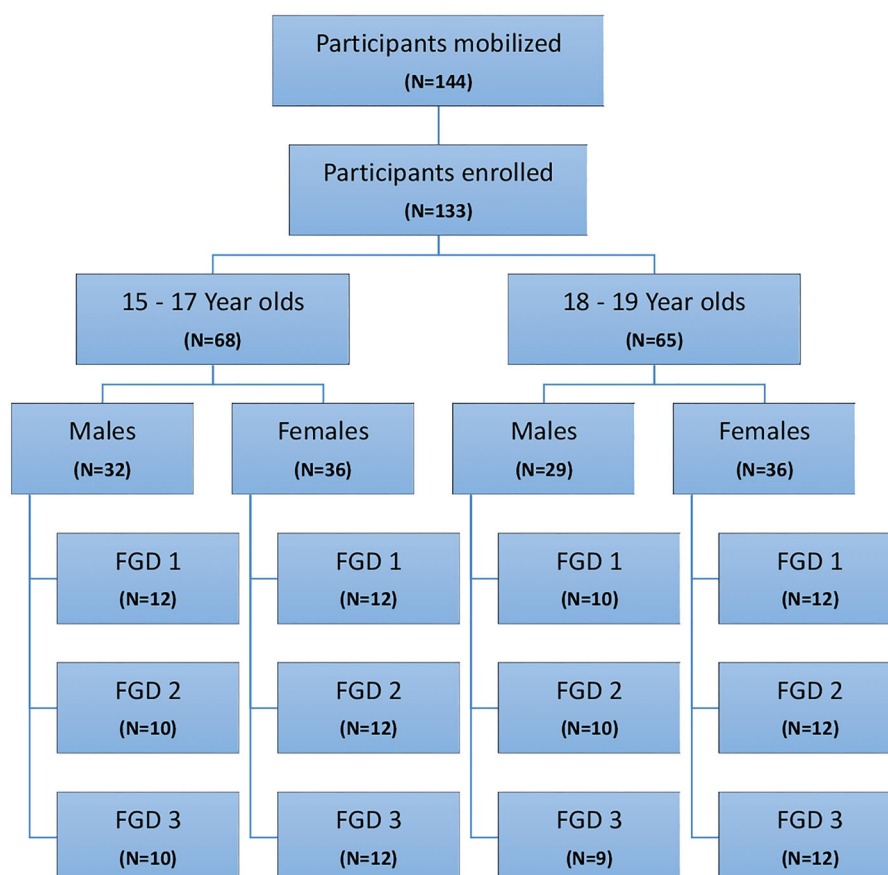 Participants mobilized
(N=144)
Participants enrolled
(N=133)
15 - 17 Year olds
(N=68)
18 - 19 Year olds
(N=65)
Males
(N=32)
Females
(N=36)
Males
(N=29)
Females
(N=36)
FGD 1
(N=12)
FGD 1
(N=12)
FGD 1
(N=10)
FGD 1
(N=12)
FGD 2
(N=10)
FGD 2
(N=12)
FGD 2
(N=10)
FGD 2
(N=12)
FGD 3
(N=10)
FGD 3
(N=12)
FGD 3
(N=9)
FGD 3
(N=12)